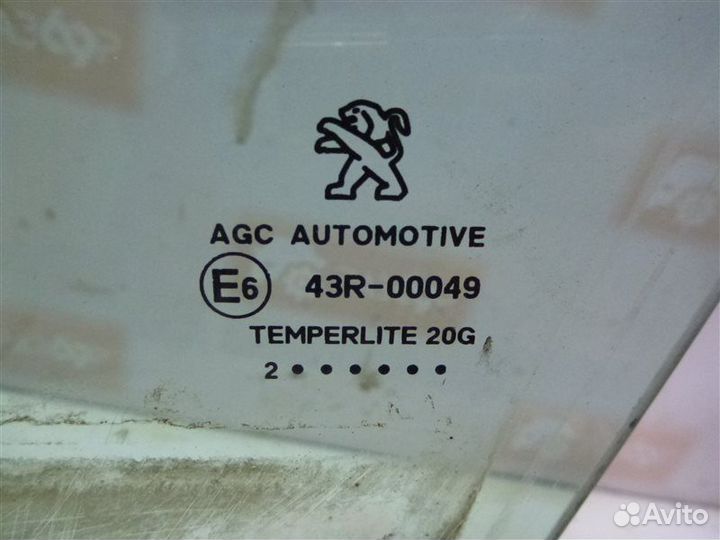 AGC AUTOMOTIVE
E6 43R-00049
TEMPERLITE 20G
2 ● ● ● ● ● ●
Avito